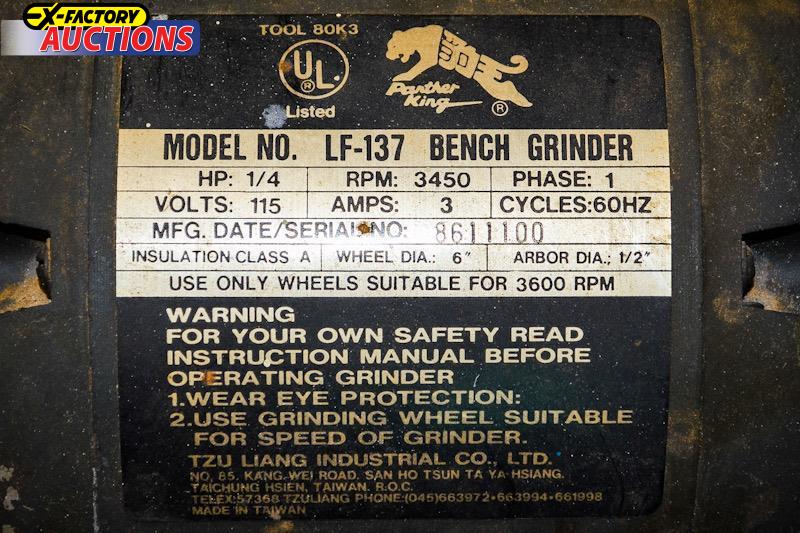 X-FACTORY
AUCTIONS
TOOL 80K3
UL
Listed
Panther
King
MODEL NO. LF-137 BENCH GRINDER
HP: 1/4 RPM: 3450 PHASE: 1
VOLTS: 115 AMPS: 3 CYCLES:60HZ
MFG. DATE/SERIAL NO: 8611100
INSULATION CLASS A WHEEL DIA.: 6" ARBOR DIA.: 1/2"
USE ONLY WHEELS SUITABLE FOR 3600 RPM
WARNING
FOR YOUR OWN SAFETY READ
INSTRUCTION MANUAL BEFORE
OPERATING GRINDER
1.WEAR EYE PROTECTION:
2.USE GRINDING WHEEL SUITABLE
FOR SPEED OF GRINDER.
TZU LIANG INDUSTRIAL CO., LTD.
NO, 85, KANG WEI ROAD. SAN HO TSUN TA YA HSIANG.
TAICHUNG HSIEN, TAIWAN. R.O.C.
TELEX:57368 TZULIANG PHONE:(045)663972•663994•661998
MADE IN TAIWAN